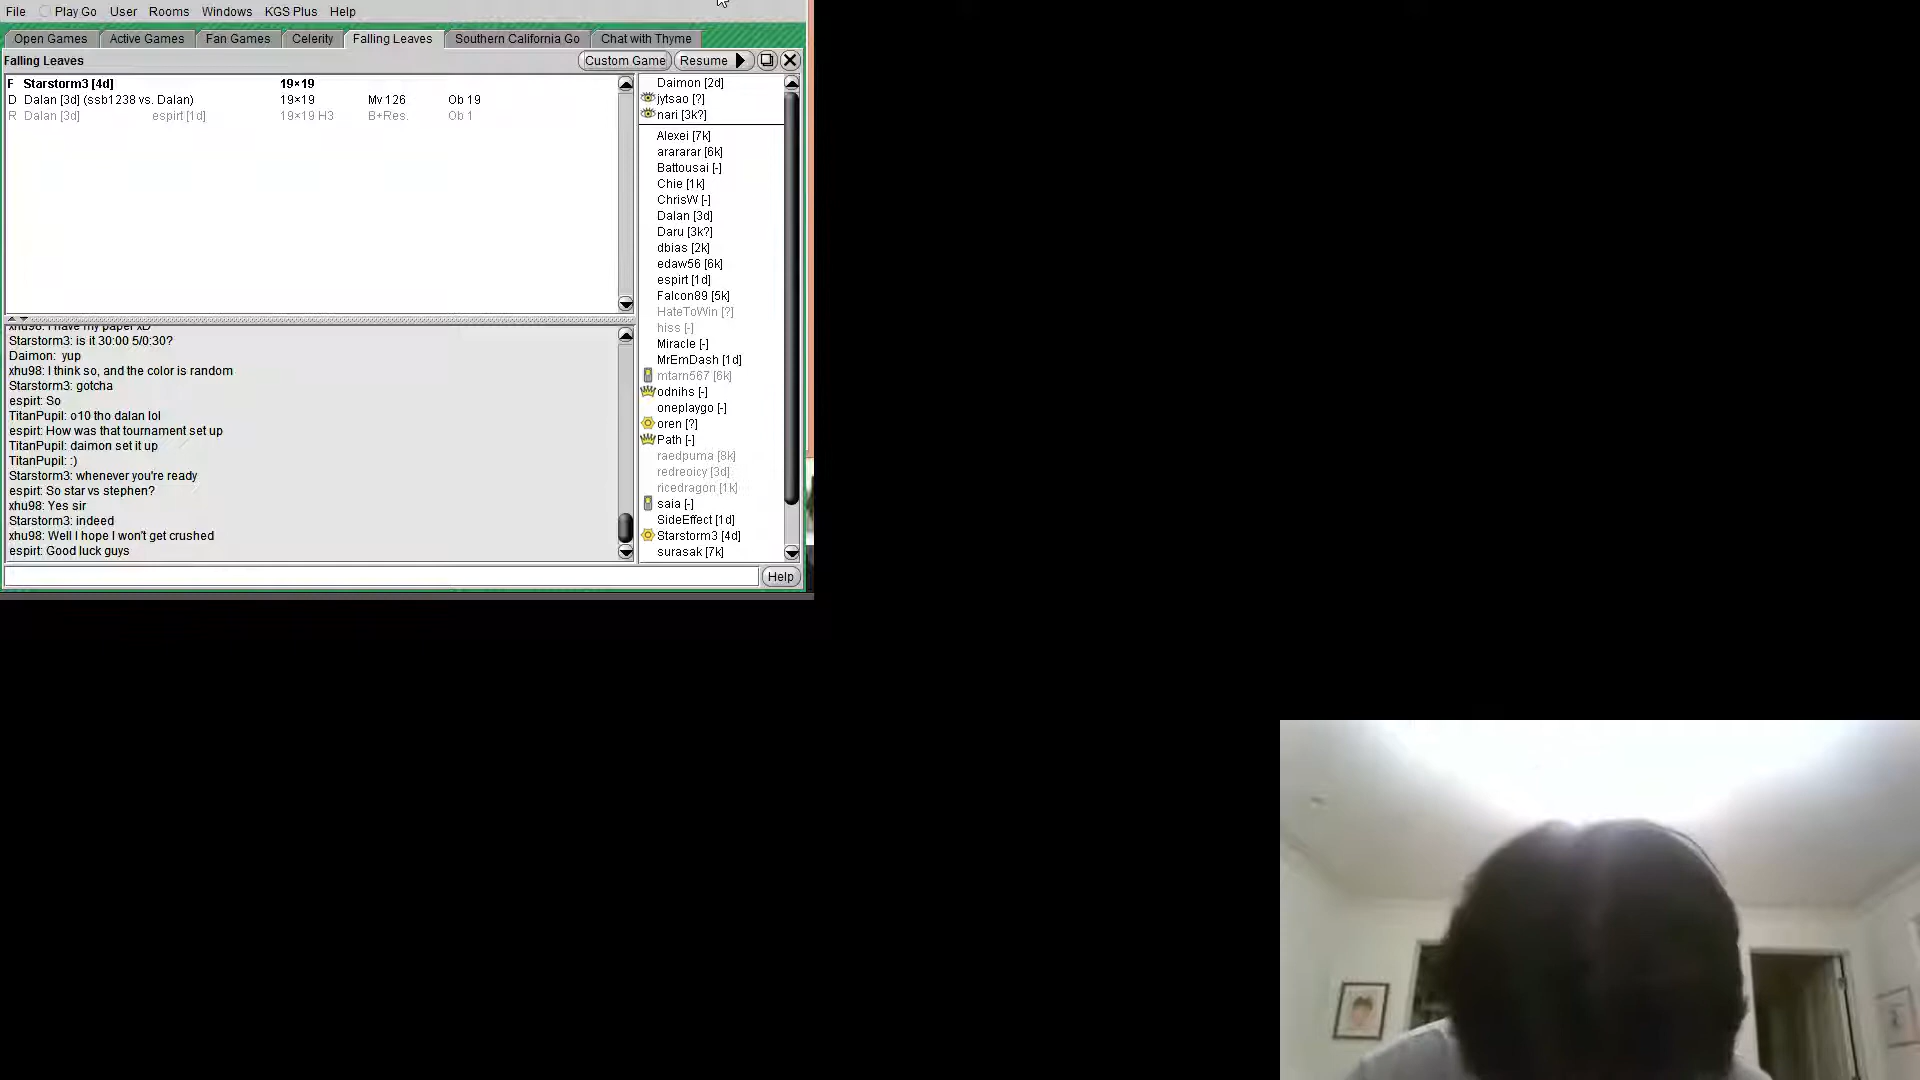 File Play Go User Rooms Windows KGS Plus Help
Open Games Active Games Fan Games Celerity Falling Leaves Southern California Go Chat with Thyme
Falling Leaves Custom Game Resume
F Starstorm3 [4d] 19×19
D Dalan [3d] (ssb1238 vs. Dalan) 19×19 Mv 126 Ob 19
R Dalan [3d] espirt [1d] 19×19 H3 B+Res. Ob 1
xhu98: I have my paper xD
Starstorm3: is it 30:00 5/0:30?
Daimon: yup
xhu98: I think so, and the color is random
Starstorm3: gotcha
espirt: So
TitanPupil: o10 tho dalan lol
espirt: How was that tournament set up
TitanPupil: daimon set it up
TitanPupil: :)
Starstorm3: whenever you're ready
espirt: So star vs stephen?
xhu98: Yes sir
Starstorm3: indeed
xhu98: Well I hope I won't get crushed
espirt: Good luck guys
Daimon [2d]
jytsao [?]
nari [3k?]
Alexei [7k]
arararar [6k]
Battousai [-]
Chie [1k]
ChrisW [-]
Dalan [3d]
Daru [3k?]
dbias [2k]
edaw56 [6k]
espirt [1d]
Falcon89 [5k]
HateToWin [?]
hiss [-]
Miracle [-]
MrEmDash [1d]
mtarn567 [6k]
odnihs [-]
oneplaygo [-]
oren [?]
Path [-]
raedpuma [8k]
redreoicy [3d]
ricedragon [1k]
saia [-]
SideEffect [1d]
Starstorm3 [4d]
surasak [7k]
Help